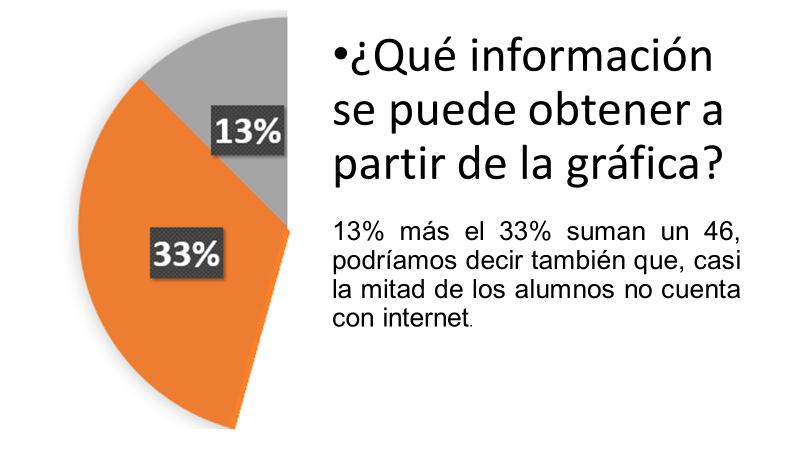 13%
33%
•¿Qué información
se puede obtener a
partir de la gráfica?
13% más el 33% suman un 46,
podríamos decir también que, casi
la mitad de los alumnos no cuenta
con internet.